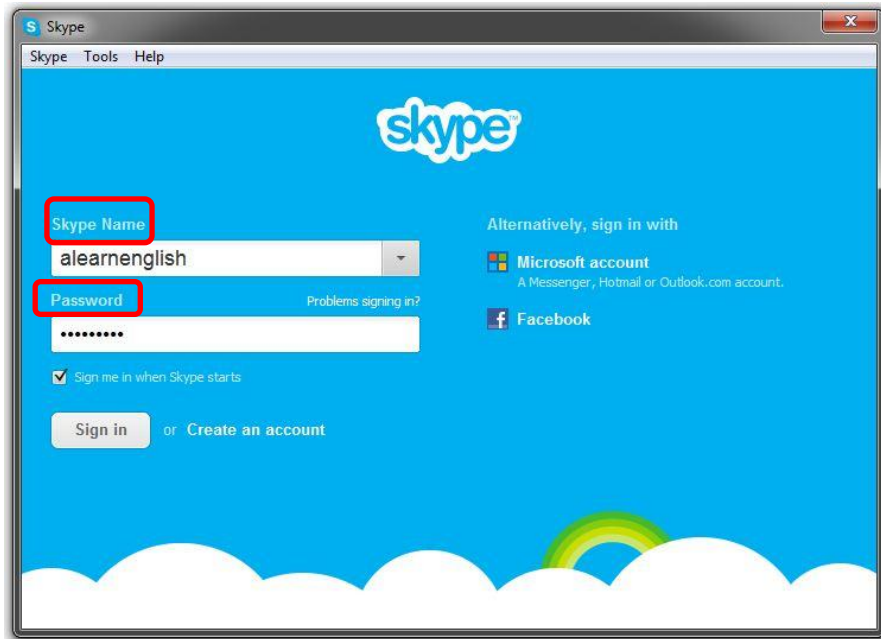 Skype
Skype Tools Help
skype™
Skype Name
alearnenglish
Password Problems signing in?
•••••••••
Sign me in when Skype starts
Sign in or Create an account
Alternatively, sign in with
Microsoft account
A Messenger, Hotmail or Outlook.com account.
Facebook